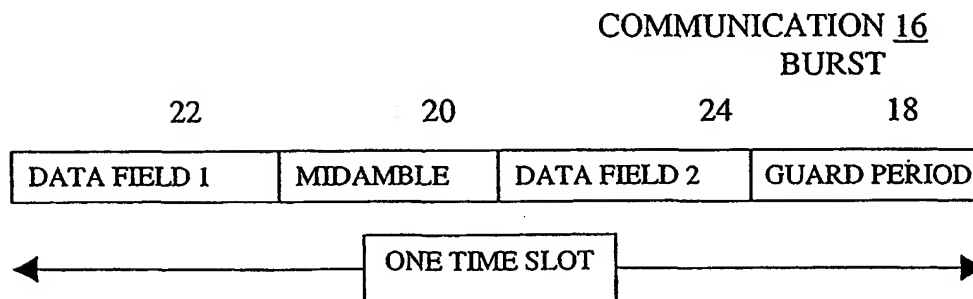 COMMUNICATION 16
BURST
22 20 24 18
DATA FIELD 1 MIDAMBLE DATA FIELD 2 GUARD PERIOD
ONE TIME SLOT